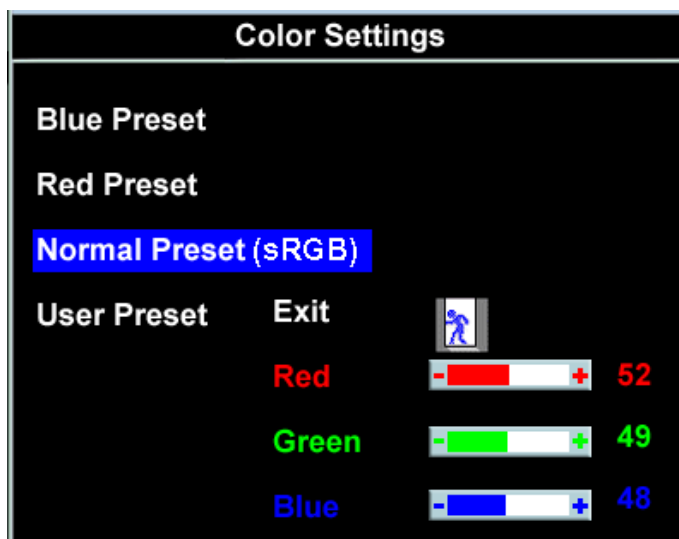 Color Settings
Blue Preset
Red Preset
Normal Preset (sRGB)
User Preset Exit
Red - + 52
Green - + 49
Blue - + 48